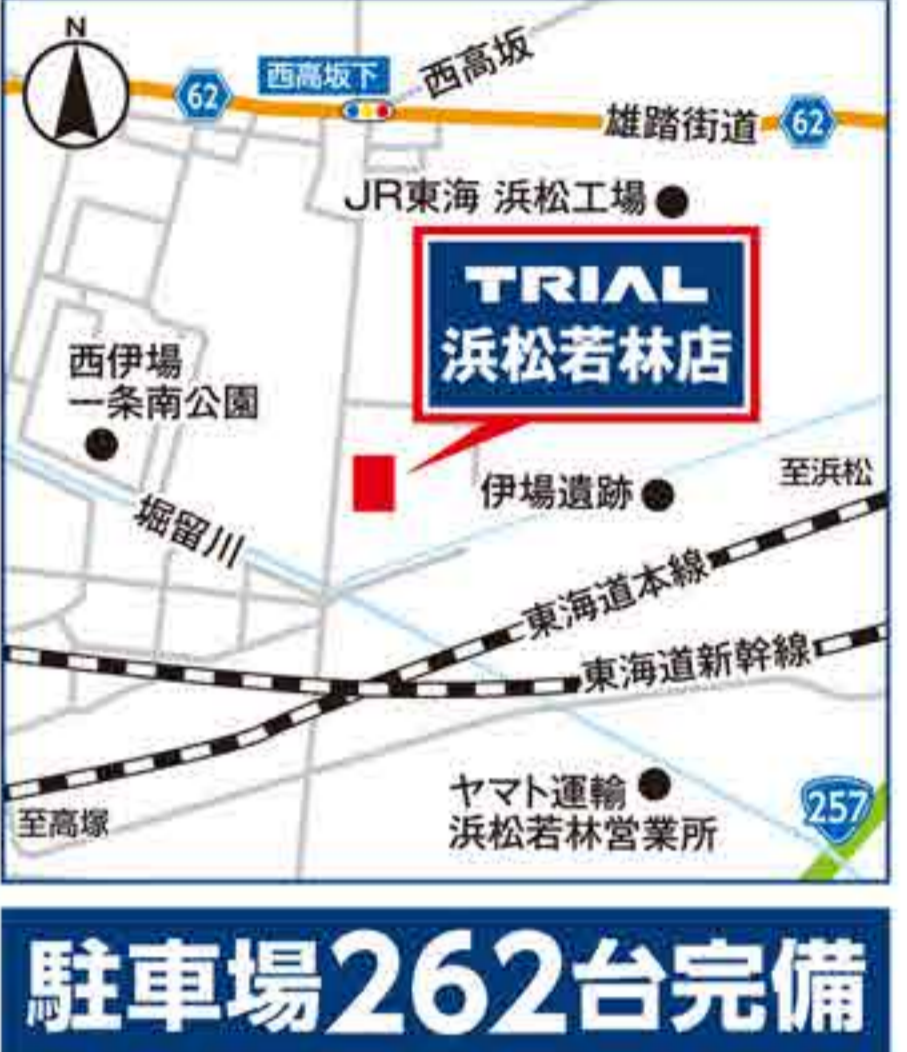 N
西高坂下
西高坂
62
雄踏街道
62
JR東海 浜松工場
TRIAL
浜松若林店
西伊場
一条南公園
伊場遺跡
至浜松
堀留川
東海道本線
東海道新幹線
ヤマト運輸
浜松若林営業所
257
至高塚
駐車場262台完備